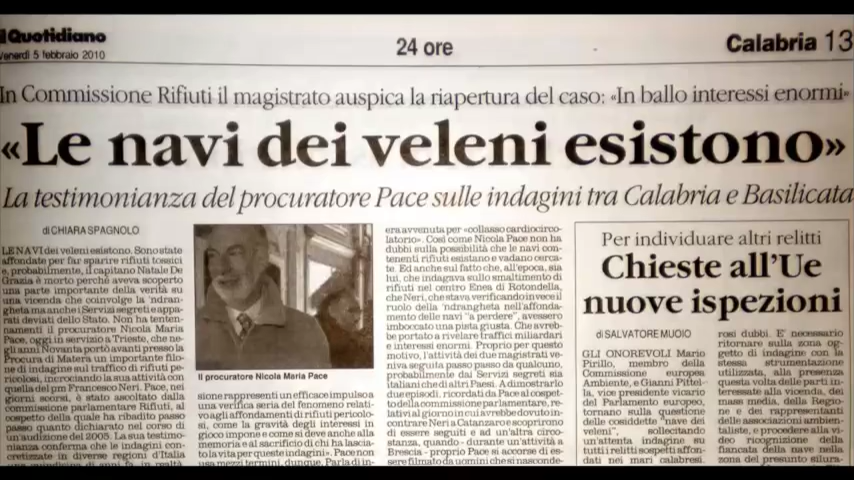 il Quotidiano
Venerdì 5 febbraio 2010
24 ore
Calabria 13
In Commissione Rifiuti il magistrato auspica la riapertura del caso: «In ballo interessi enormi»
«Le navi dei veleni esistono»
La testimonianza del procuratore Pace sulle indagini tra Calabria e Basilicata
di CHIARA SPAGNOLO
LE NAVI dei veleni esistono. Sono state
affondate per far sparire rifiuti tossici
e, probabilmente, il capitano Natale De
Grazia è morto perché aveva scoperto
una parte importante della verità su
una vicenda che coinvolge la 'ndran-
gheta ma anche i Servizi segreti e appa-
rati deviati dello Stato. Non ha tenten-
namenti il procuratore Nicola Maria
Pace, oggi in servizio a Trieste, che ne-
gli anni Novanta portò avanti presso la
Procura di Matera un importante filo-
ne di indagine sul traffico di rifiuti pe-
ricolosi, incrociando la sua attività con
quella del pm Francesco Neri. Pace, nei
giorni scorsi, è stato ascoltato dalla
commissione parlamentare Rifiuti, al
cospetto della quale ha ribadito passo
passo quanto dichiarato nel corso di
un'audizione del 2005. La sua testimo-
nianza conferma che le indagini con-
cretizzate in diverse regioni d'Italia
Il procuratore Nicola Maria Pace
sione rappresenti un efficace impulso a
una verifica seria del fenomeno relati-
vo agli affondamenti di rifiuti pericolo-
si, come la gravità degli interessi in
gioco impone e come si deve anche alla
memoria e al sacrificio di chi ha lascia-
to la vita per queste indagini». Pace non
usa mezzi termini, dunque. Parla di in-
era avvenuta per «collasso cardiocirco-
latorio». Così come Nicola Pace non ha
dubbi sulla possibilità che le navi con-
tenenti rifiuti esistano e vadano cerca-
te. Ed anche sul fatto che, all'epoca, sia
lui, che indagava sullo smaltimento di
rifiuti nel centro Enea di Rotondella,
che Neri, che stava verificando invece il
ruolo della 'ndrangheta nell'affonda-
mento delle navi "a perdere", avessero
imboccato una pista giusta. Che avreb-
be portato a rivelare traffici miliardari
e interessi enormi. Proprio per questo
motivo, l'attività dei due magistrati ve-
niva seguita passo passo da qualcuno,
probabilmente dai Servizi segreti sia
italiani che di altri Paesi. A dimostrarlo
due episodi, ricordati da Pace al cospet-
to della commissione parlamentare, re-
lativi al giorno in cui avrebbe dovuto in-
contrare Neri a Catanzaro e scoprirono
di essere seguiti e ad un'altra circo-
stanza, quando - durante un'attività a
Brescia - proprio Pace si accorse di es-
sere filmato da uomini che si nasconde-
Per individuare altri relitti
Chieste all'Ue
nuove ispezioni
di SALVATORE MUOIO
GLI ONOREVOLI Mario
Pirillo, membro della
Commissione europea
Ambiente, e Gianni Pittel-
la, vice presidente vicario
del Parlamento europeo,
tornano sulla questione
delle cosiddette "nave dei
veleni", sollecitando
un'attenta indagine su
tutti i relitti sospetti affon-
dati nei mari calabresi.
rosi dubbi. E' necessario
ritornare sulla zona og-
getto di indagine con la
stessa strumentazione
utilizzata, alla presenza
questa volta delle parti in-
teressate alla vicenda, dei
mass media, della Regio-
ne e dei rappresentanti
delle associazioni ambien-
taliste, e procedere alla vi-
deo ricognizione della
fiancata della nave nella
zona del presunto silura-